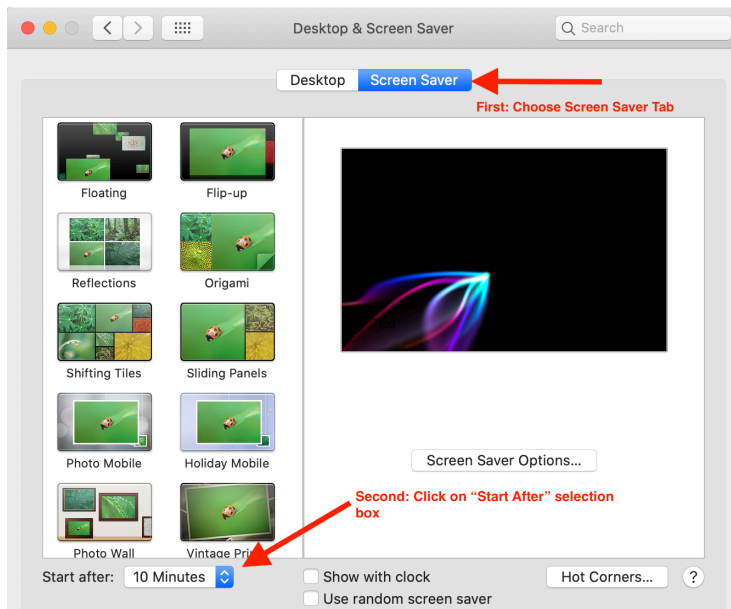 Desktop & Screen Saver
Search
Desktop
Screen Saver
First: Choose Screen Saver Tab
Floating
Flip-up
Reflections
Origami
Shifting Tiles
Sliding Panels
Photo Mobile
Holiday Mobile
Screen Saver Options...
Second: Click on “Start After” selection
box
Photo Wall
Start after:
10 Minutes
Show with clock
Hot Corners...
?
Use random screen saver